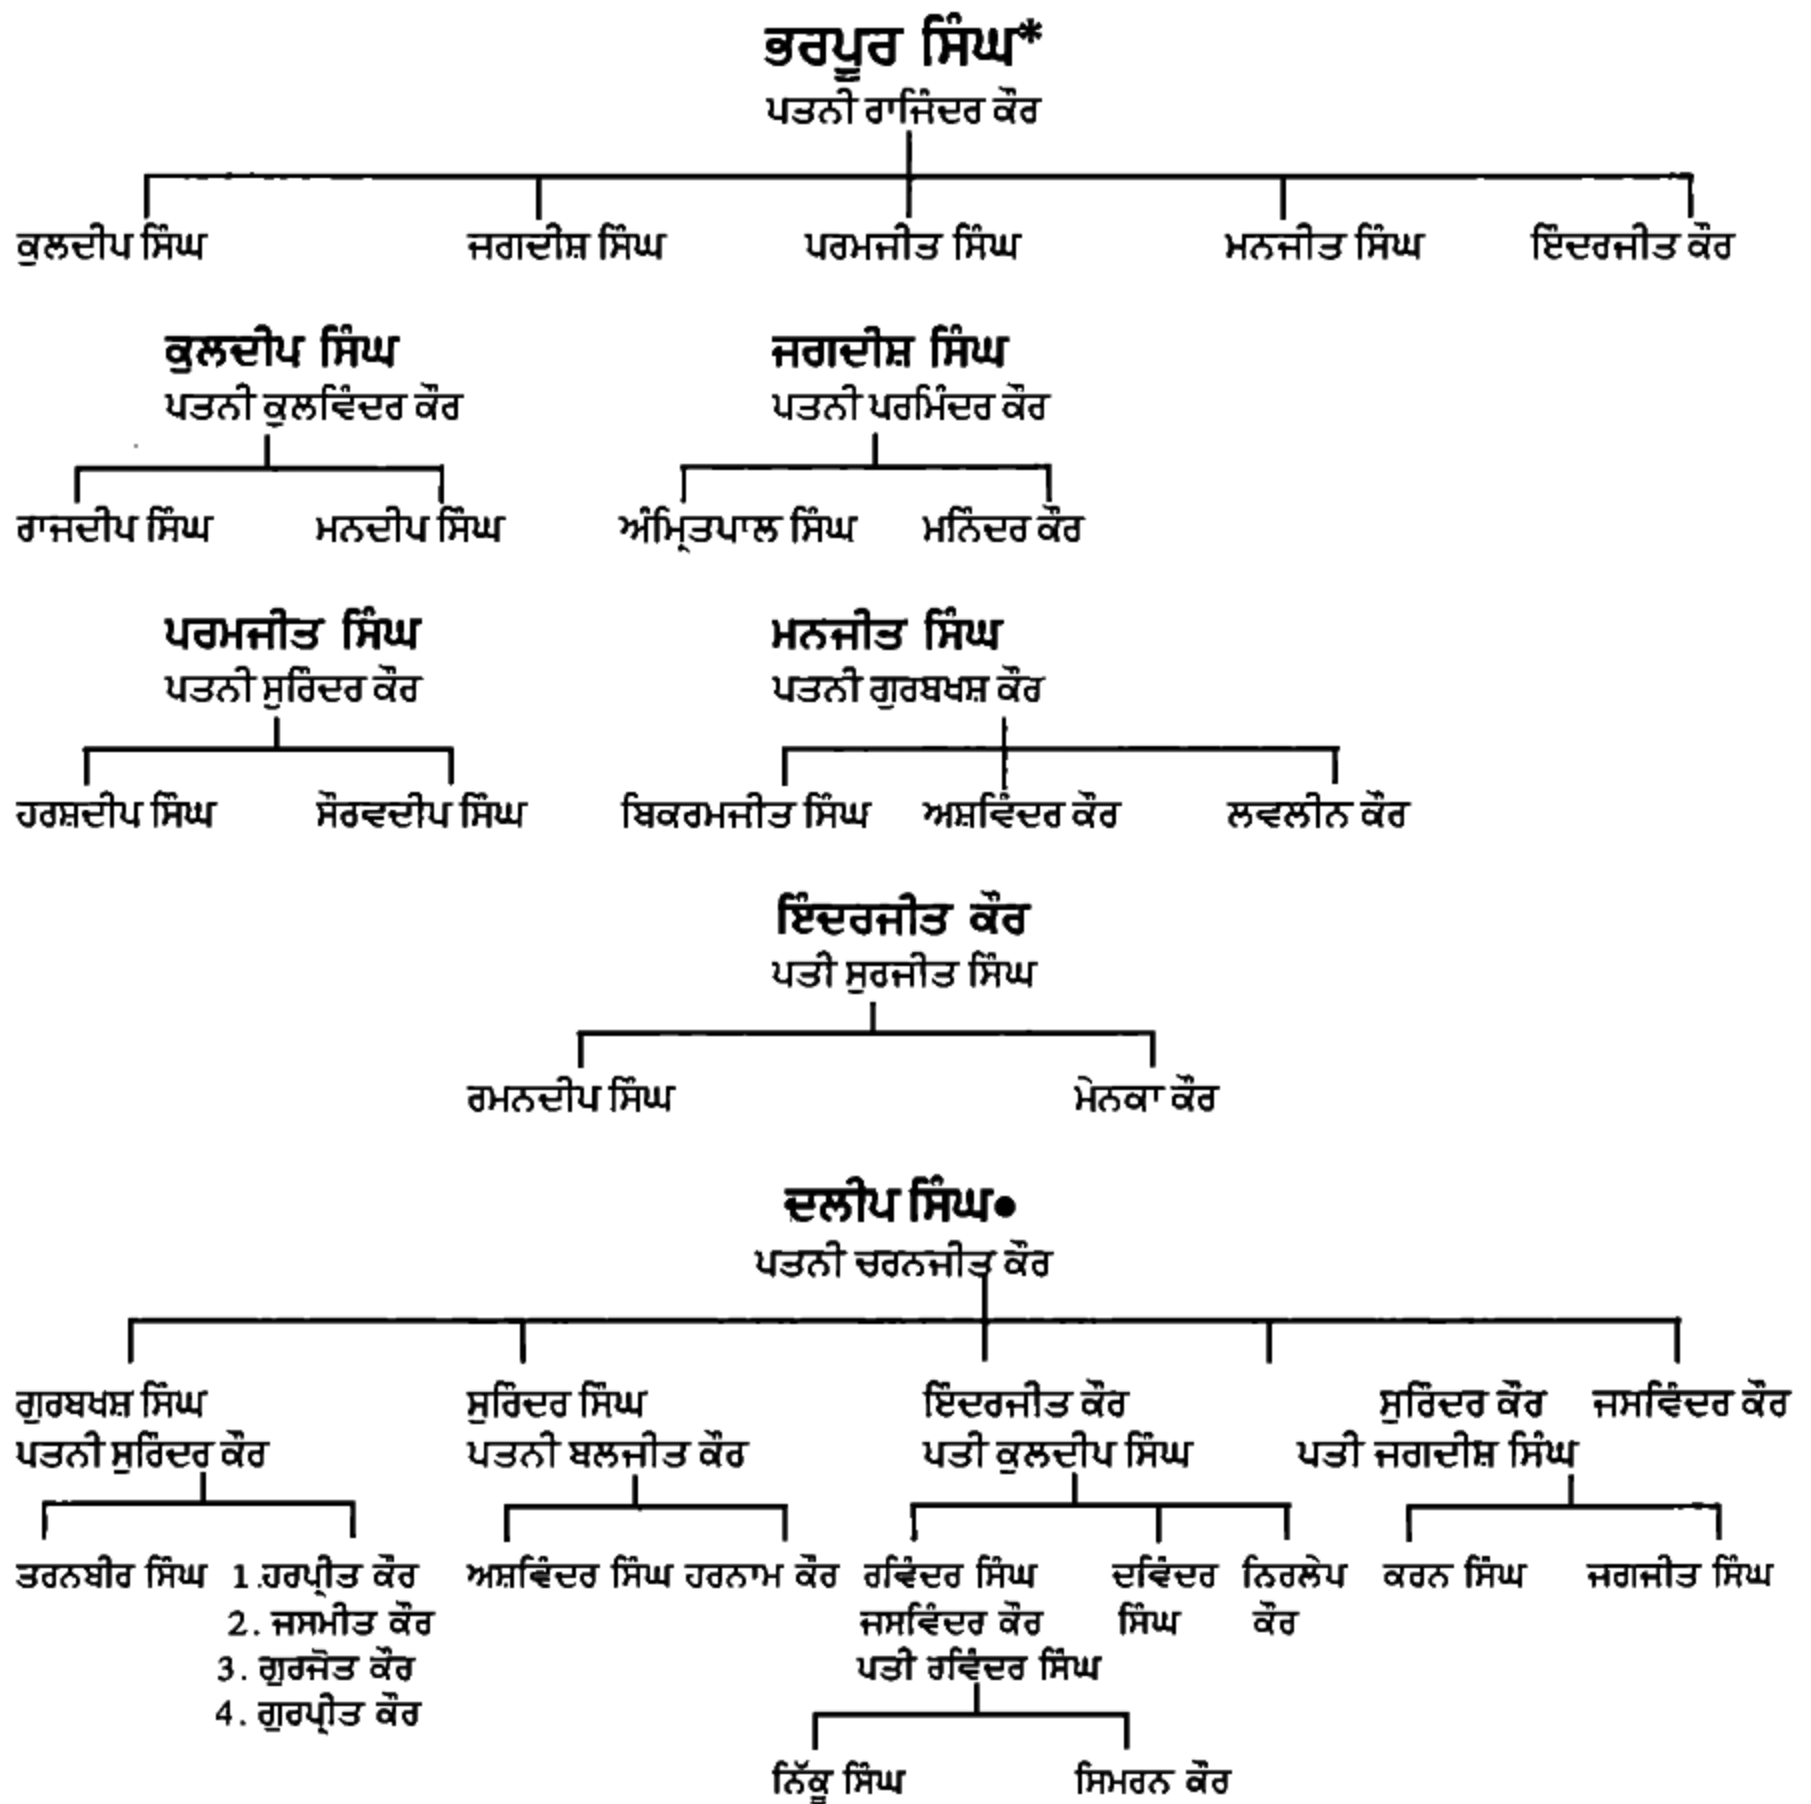 ਭਰਪੂਰ ਸਿੰਘ*
ਪਤਨੀ ਰਾਜਿੰਦਰ ਕੌਰ
ਕੁਲਦੀਪ ਸਿੰਘ ਜਗਦੀਸ਼ ਸਿੰਘ ਪਰਮਜੀਤ ਸਿੰਘ ਮਨਜੀਤ ਸਿੰਘ ਇੰਦਰਜੀਤ ਕੌਰ
ਕੁਲਦੀਪ ਸਿੰਘ ਜਗਦੀਸ਼ ਸਿੰਘ
ਪਤਨੀ ਕੁਲਵਿੰਦਰ ਕੌਰ ਪਤਨੀ ਪਰਮਿੰਦਰ ਕੌਰ
ਰਾਜਦੀਪ ਸਿੰਘ ਮਨਦੀਪ ਸਿੰਘ ਅੰਮ੍ਰਿਤਪਾਲ ਸਿੰਘ ਮਨਿੰਦਰ ਕੌਰ
ਪਰਮਜੀਤ ਸਿੰਘ ਮਨਜੀਤ ਸਿੰਘ
ਪਤਨੀ ਸੁਰਿੰਦਰ ਕੌਰ ਪਤਨੀ ਗੁਰਬਖਸ਼ ਕੌਰ
ਹਰਸ਼ਦੀਪ ਸਿੰਘ ਸੌਰਵਦੀਪ ਸਿੰਘ ਬਿਕਰਮਜੀਤ ਸਿੰਘ ਅਸ਼ਵਿੰਦਰ ਕੌਰ ਲਵਲੀਨ ਕੌਰ
ਇੰਦਰਜੀਤ ਕੌਰ
ਪਤੀ ਸੁਰਜੀਤ ਸਿੰਘ
ਰਮਨਦੀਪ ਸਿੰਘ ਮੇਨਕਾ ਕੌਰ
ਦਲੀਪ ਸਿੰਘ●
ਪਤਨੀ ਚਰਨਜੀਤ ਕੌਰ
ਗੁਰਬਖਸ਼ ਸਿੰਘ ਸੁਰਿੰਦਰ ਸਿੰਘ ਇੰਦਰਜੀਤ ਕੌਰ ਸੁਰਿੰਦਰ ਕੌਰ ਜਸਵਿੰਦਰ ਕੌਰ
ਪਤਨੀ ਸੁਰਿੰਦਰ ਕੌਰ ਪਤਨੀ ਬਲਜੀਤ ਕੌਰ ਪਤੀ ਕੁਲਦੀਪ ਸਿੰਘ ਪਤੀ ਜਗਦੀਸ਼ ਸਿੰਘ
ਤਰਨਬੀਰ ਸਿੰਘ 1.ਹਰਪ੍ਰੀਤ ਕੌਰ ਅਸ਼ਵਿੰਦਰ ਸਿੰਘ ਹਰਨਾਮ ਕੌਰ ਰਵਿੰਦਰ ਸਿੰਘ ਦਵਿੰਦਰ ਨਿਰਲੇਪ ਕਰਨ ਸਿੰਘ ਜਗਜੀਤ ਸਿੰਘ
2. ਜਸਮੀਤ ਕੌਰ ਜਸਵਿੰਦਰ ਕੌਰ ਸਿੰਘ ਕੌਰ
3. ਗੁਰਜੋਤ ਕੌਰ ਪਤੀ ਰਵਿੰਦਰ ਸਿੰਘ
4. ਗੁਰਪ੍ਰੀਤ ਕੌਰ
ਨਿੱਕੂ ਸਿੰਘ ਸਿਮਰਨ ਕੌਰ